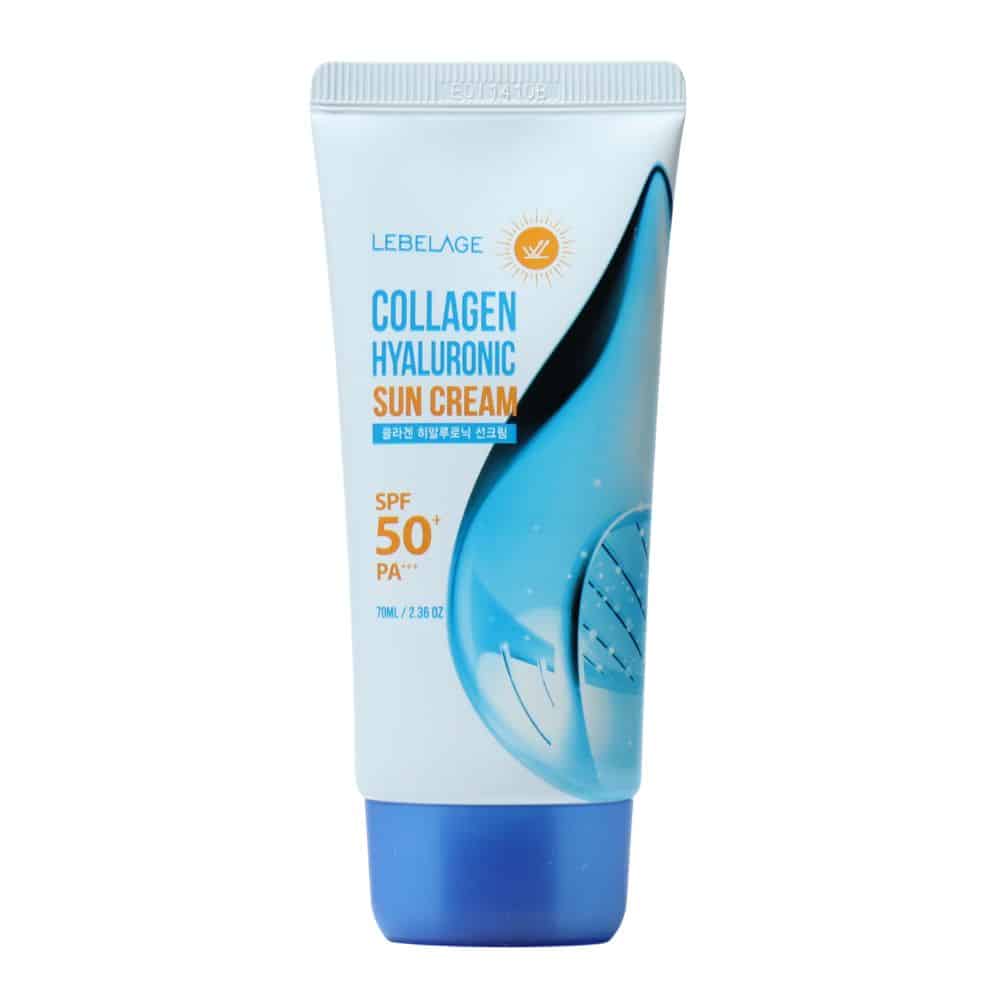 E0114108
LEBELAGE
COLLAGEN
HYALURONIC
SUN CREAM
콜라겐 히알루로닉 선크림
SPF
50+
PA+++
70ML / 2.36 OZ